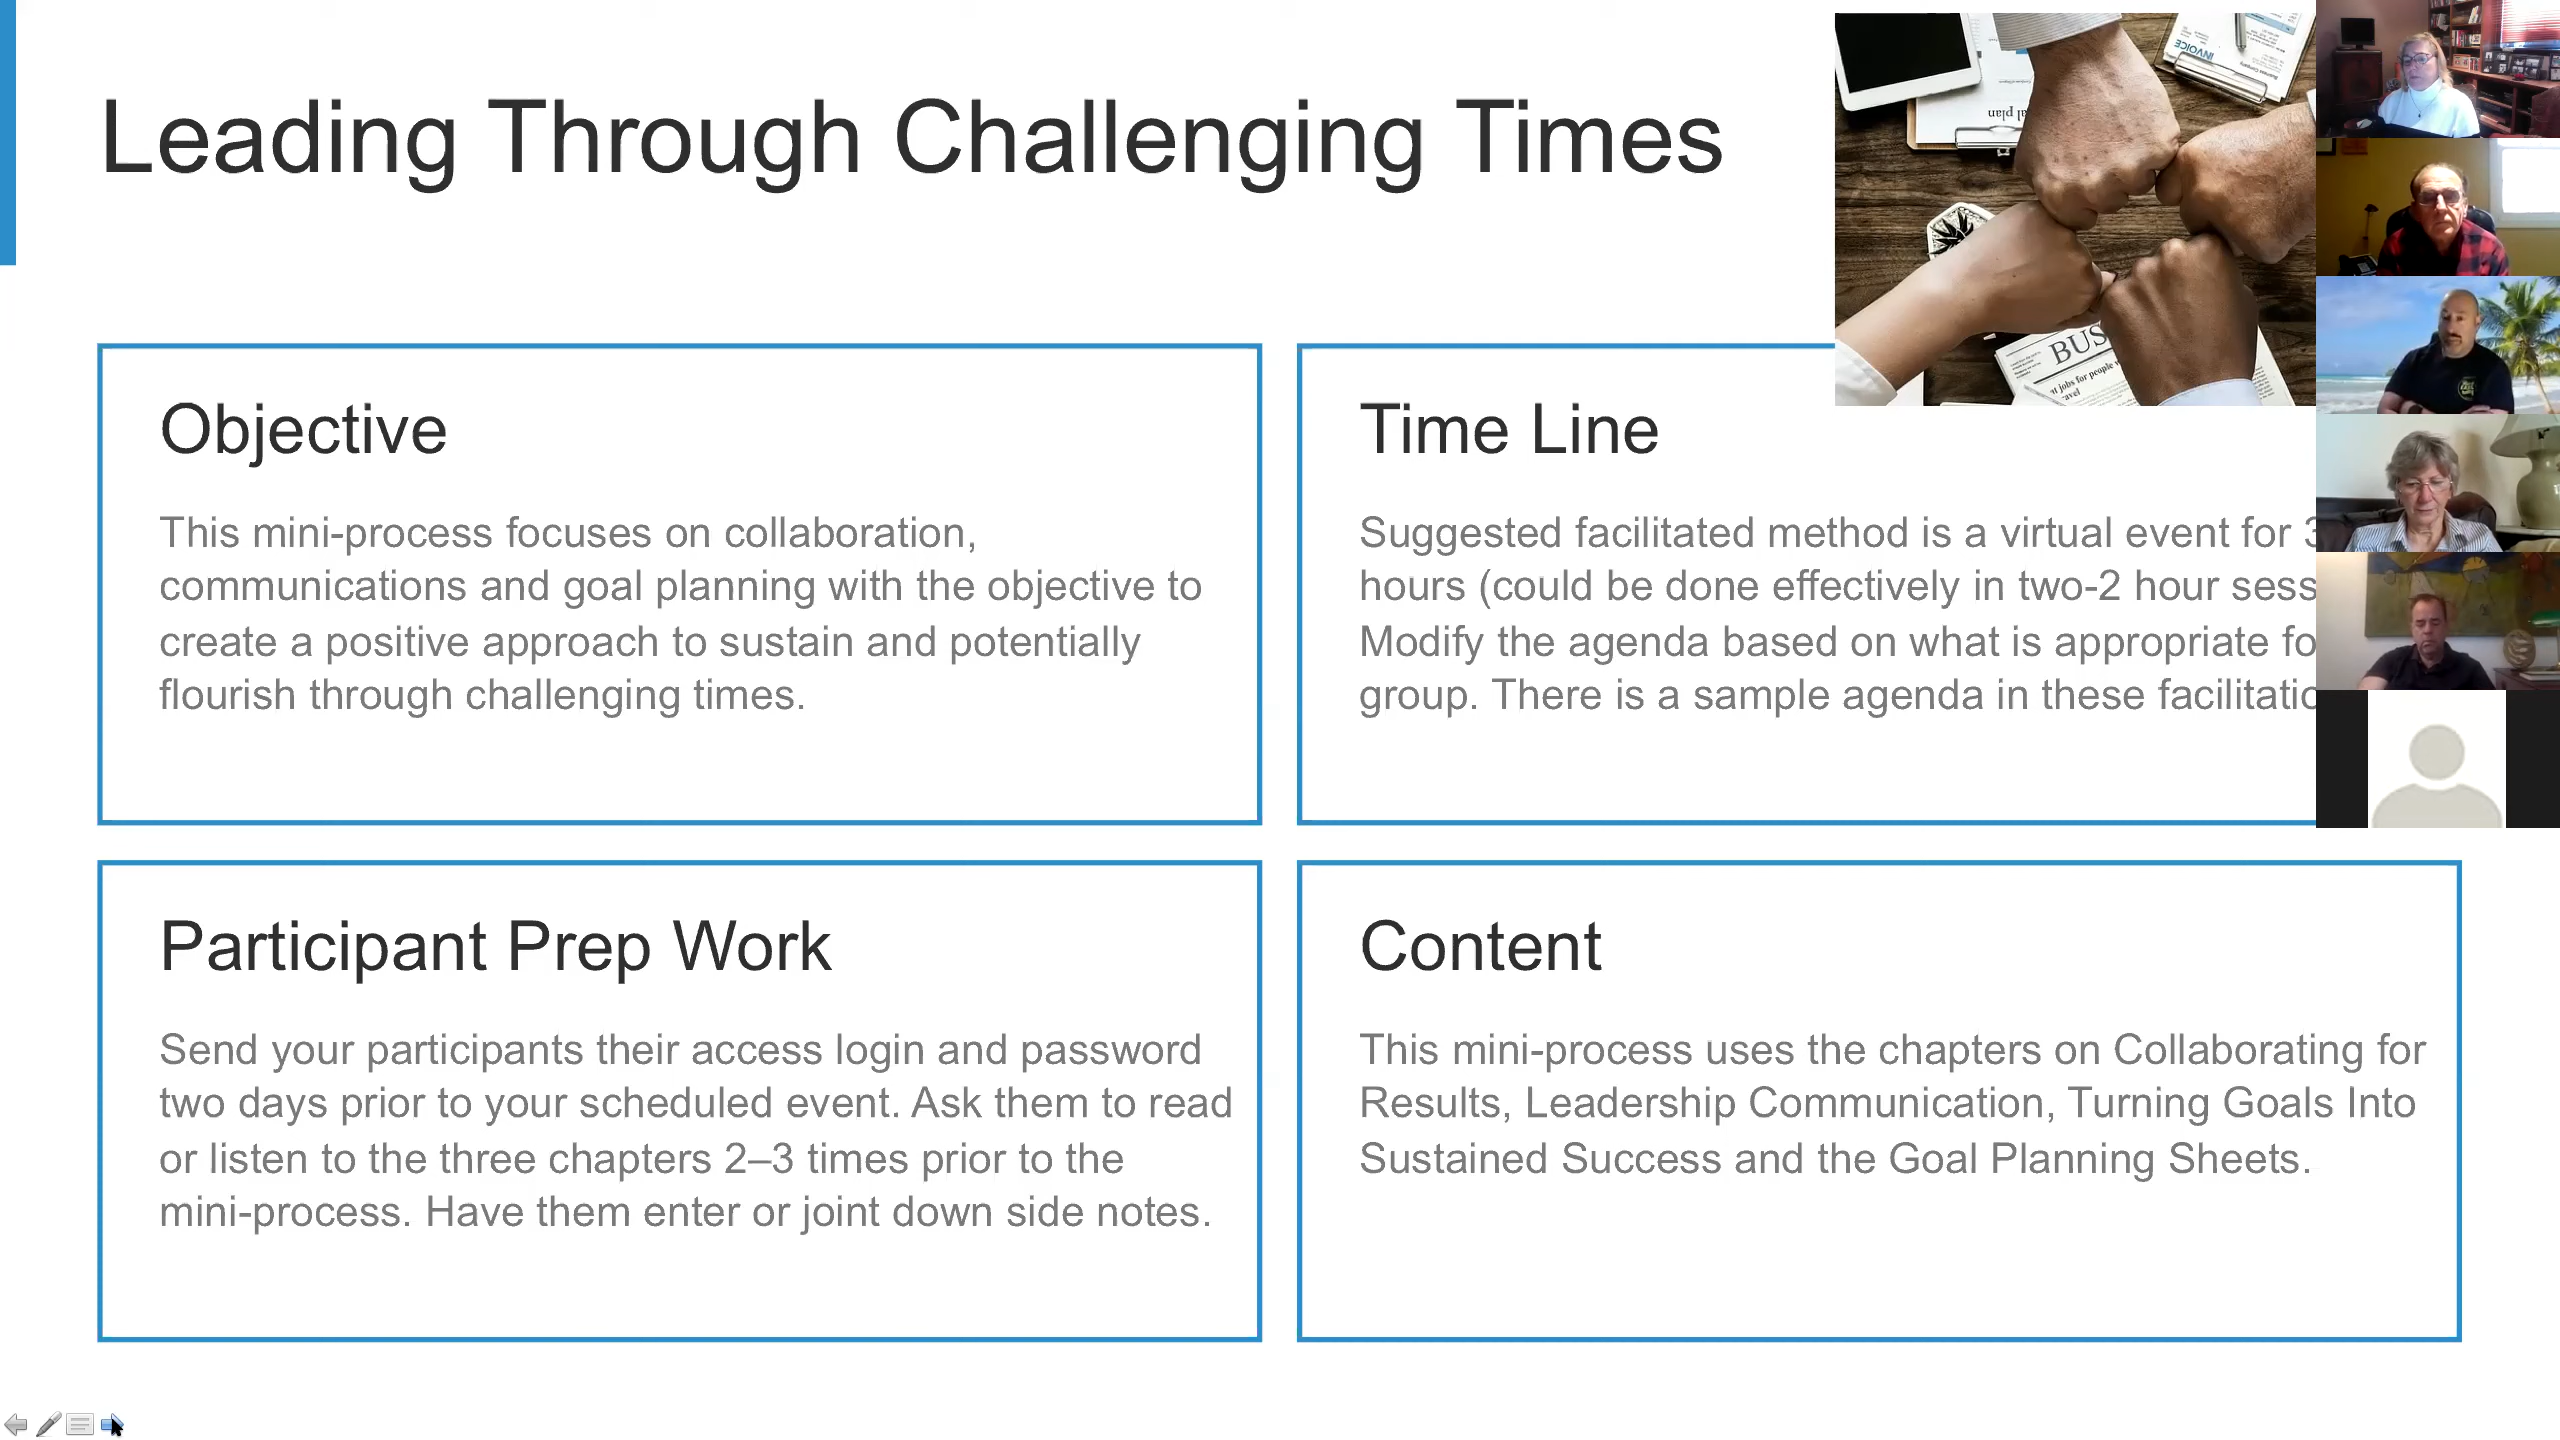 Leading Through Challenging Times
INVOICE
BUS
Objective
This mini-process focuses on collaboration,
communications and goal planning with the objective to
create a positive approach to sustain and potentially
flourish through challenging times.
Time Line
Suggested facilitated method is a virtual event for
hours (could be done effectively in two-2 hour sess
Modify the agenda based on what is appropriate fo
group. There is a sample agenda in these facilitatio
Participant Prep Work
Send your participants their access login and password
two days prior to your scheduled event. Ask them to read
or listen to the three chapters 2–3 times prior to the
mini-process. Have them enter or joint down side notes.
Content
This mini-process uses the chapters on Collaborating for
Results, Leadership Communication, Turning Goals Into
Sustained Success and the Goal Planning Sheets.